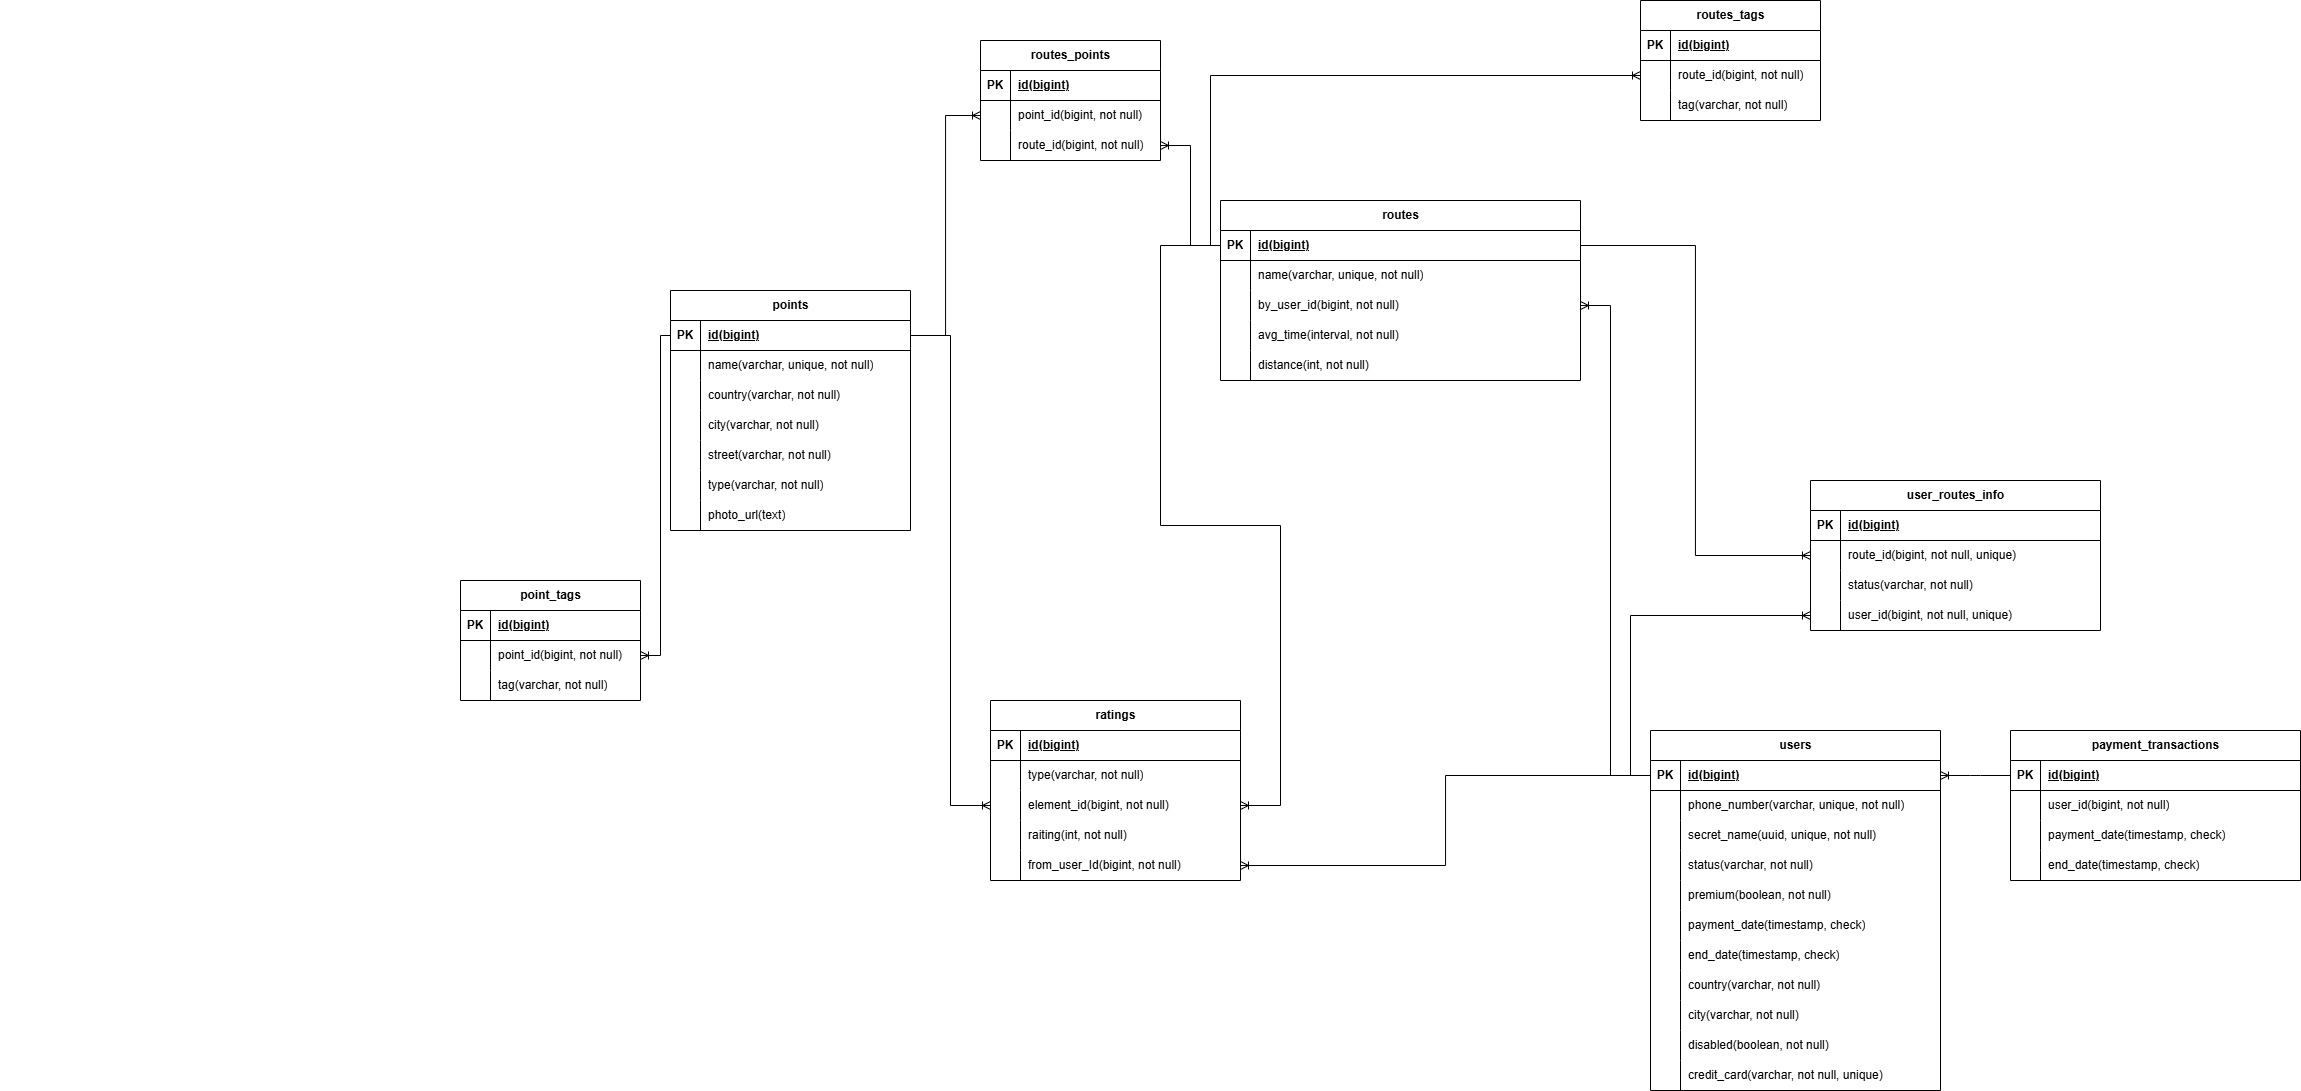 routes_tags
PK id(bigint)
route_id(bigint, not null)
tag(varchar, not null)
routes_points
PK id(bigint)
point_id(bigint, not null)
route_id(bigint, not null)
routes
PK id(bigint)
name(varchar, unique, not null)
by_user_id(bigint, not null)
avg_time(interval, not null)
distance(int, not null)
points
PK id(bigint)
name(varchar, unique, not null)
country(varchar, not null)
city(varchar, not null)
street(varchar, not null)
type(varchar, not null)
photo_url(text)
user_routes_info
PK id(bigint)
route_id(bigint, not null, unique)
status(varchar, not null)
user_id(bigint, not null, unique)
point_tags
PK id(bigint)
point_id(bigint, not null)
tag(varchar, not null)
ratings
PK id(bigint)
type(varchar, not null)
element_id(bigint, not null)
raiting(int, not null)
from_user_Id(bigint, not null)
users
PK id(bigint)
phone_number(varchar, unique, not null)
secret_name(uuid, unique, not null)
status(varchar, not null)
premium(boolean, not null)
payment_date(timestamp, check)
end_date(timestamp, check)
country(varchar, not null)
city(varchar, not null)
disabled(boolean, not null)
credit_card(varchar, not null, unique)
payment_transactions
PK id(bigint)
user_id(bigint, not null)
payment_date(timestamp, check)
end_date(timestamp, check)